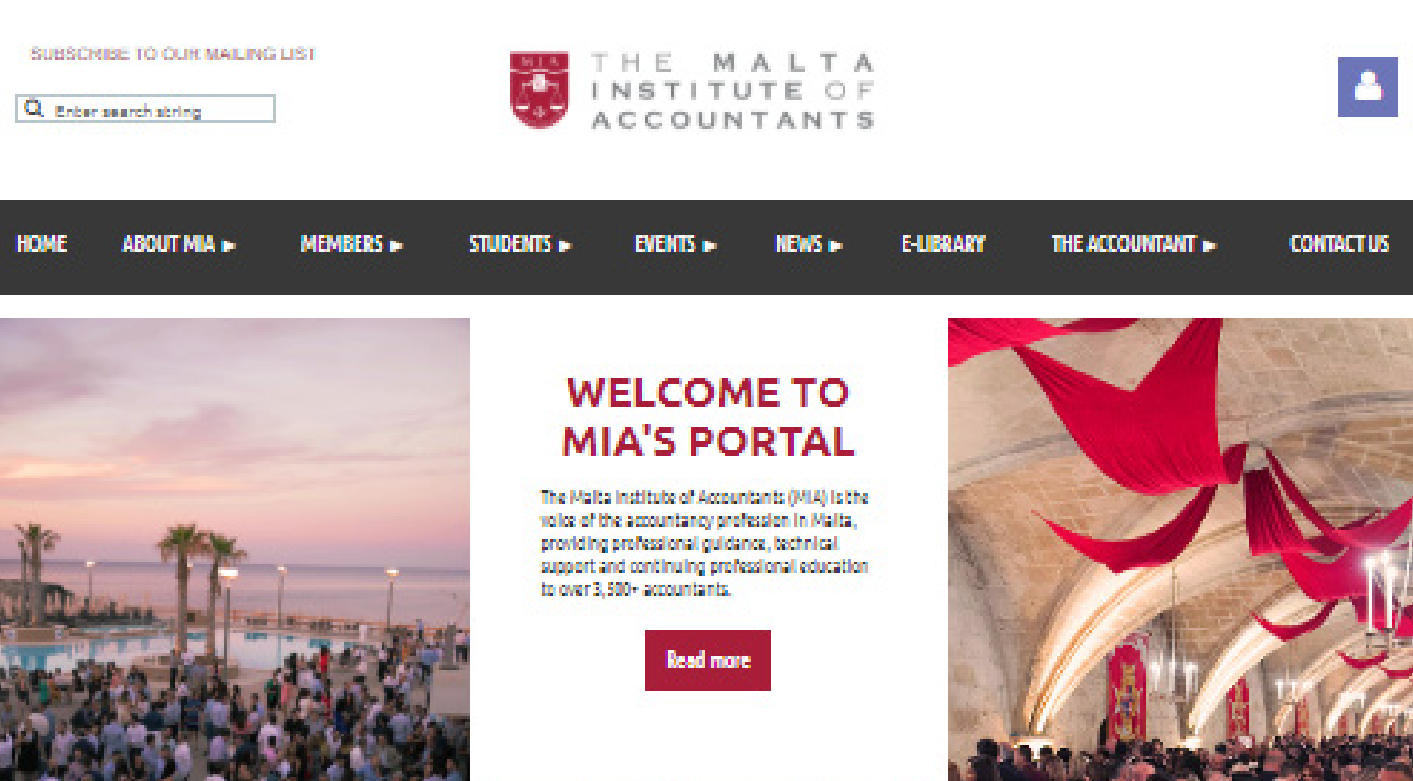 SUBSCRIBE TO OUR MAILING LIST
Enter search string
MIA
THE MALTA
INSTITUTE OF
ACCOUNTANTS
HOME ABOUT MIA ► MEMBERS ► STUDENTS ► EVENTS ► NEWS ► E-LIBRARY THE ACCOUNTANT ► CONTACT US
WELCOME TO
MIA'S PORTAL
The Malta Institute of Accountants (MIA) is the
voice of the accountancy profession in Malta,
providing professional guidance, technical
support and continuing professional education
to over 3,500+ accountants.
Read more